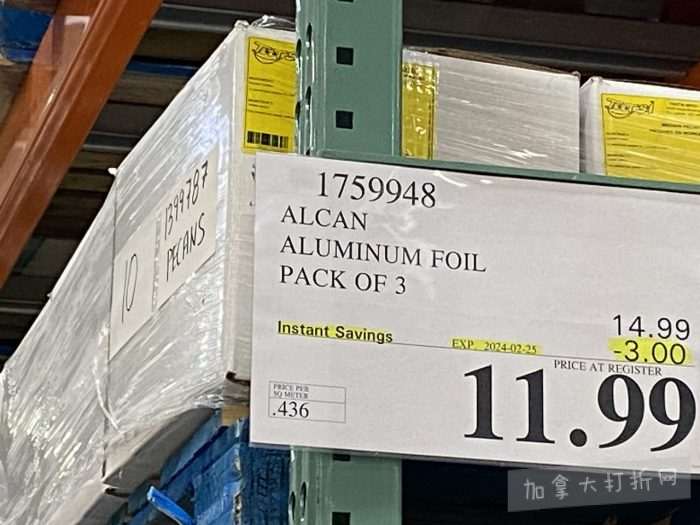 1399787
PECANS
10
1759948
ALCAN
ALUMINUM FOIL
PACK OF 3
14.99
Instant Savings EXP. 2024-02-25 -3.00
PRICE AT REGISTER
PRICE PER
SQ METER
.436
11.99
加拿大打折网